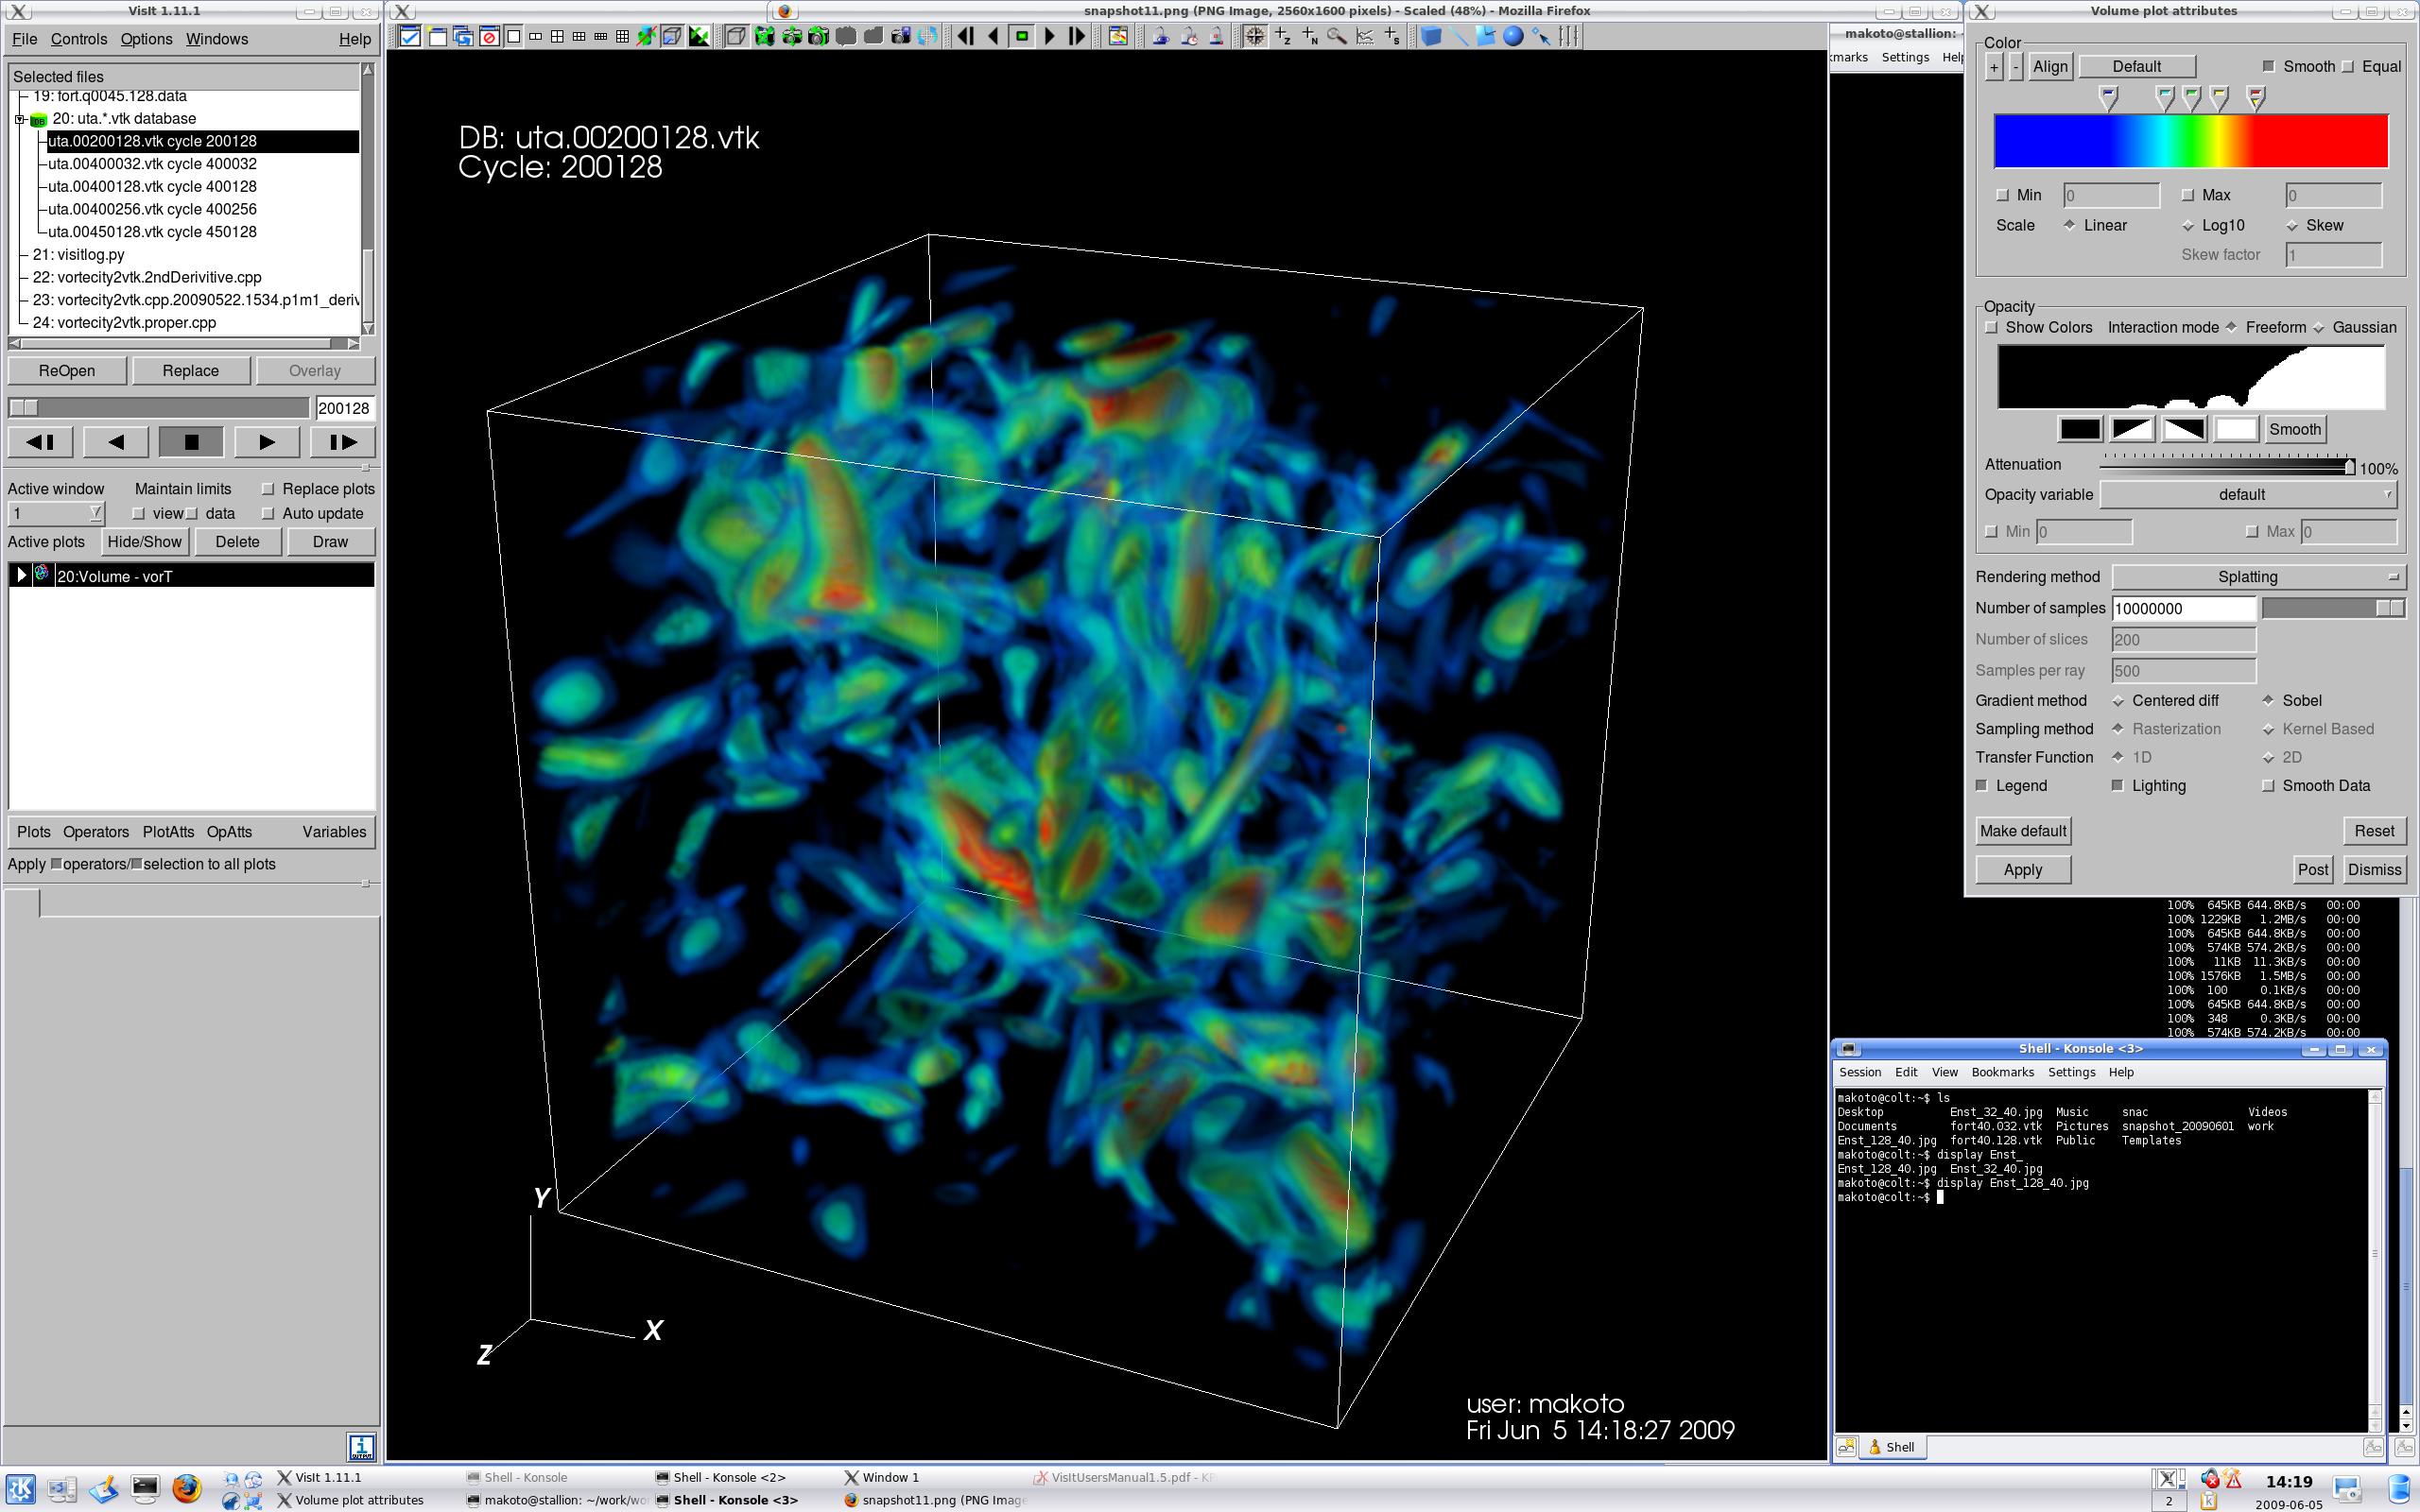 VisIt 1.11.1
File Controls Options Windows Help
Selected files
19: fort.q0045.128.data
20: uta.*.vtk database
uta.00200128.vtk cycle 200128
uta.00400032.vtk cycle 400032
uta.00400128.vtk cycle 400128
uta.00400256.vtk cycle 400256
uta.00450128.vtk cycle 450128
21: visitlog.py
22: vortecity2vtk.2ndDerivitive.cpp
23: vortecity2vtk.cpp.20090522.1534.p1m1_deriv
24: vortecity2vtk.proper.cpp
ReOpen Replace Overlay
200128
Active window Maintain limits Replace plots
1 view data Auto update
Active plots Hide/Show Delete Draw
20:Volume - vorT
Plots Operators PlotAtts OpAtts Variables
Apply operators/ selection to all plots
snapshot11.png (PNG Image, 2560x1600 pixels) - Scaled (48%) - Mozilla Firefox
DB: uta.00200128.vtk
Cycle: 200128
Y
X
Z
user: makoto
Fri Jun 5 14:18:27 2009
makoto@stallion:
kmarks Settings Help
Volume plot attributes
Color
+ - Align Default Smooth Equal
Min 0 Max 0
Scale Linear Log10 Skew
Skew factor 1
Opacity
Show Colors Interaction mode Freeform Gaussian
Smooth
Attenuation 100%
Opacity variable default
Min 0 Max 0
Rendering method Splatting
Number of samples 10000000
Number of slices 200
Samples per ray 500
Gradient method Centered diff Sobel
Sampling method Rasterization Kernel Based
Transfer Function 1D 2D
Legend Lighting Smooth Data
Make default Reset
Apply Post Dismiss
100% 645KB 644.8KB/s 00:00
100% 1229KB 1.2MB/s 00:00
100% 645KB 644.8KB/s 00:00
100% 574KB 574.2KB/s 00:00
100% 11KB 11.3KB/s 00:00
100% 1576KB 1.5MB/s 00:00
100% 100 0.1KB/s 00:00
100% 645KB 644.8KB/s 00:00
100% 348 0.3KB/s 00:00
100% 574KB 574.2KB/s 00:00
Shell - Konsole <3>
Session Edit View Bookmarks Settings Help
makoto@colt:~$ ls
Desktop Enst_32_40.jpg Music snac Videos
Documents fort40.032.vtk Pictures snapshot_20090601 work
Enst_128_40.jpg fort40.128.vtk Public Templates
makoto@colt:~$ display Enst_
Enst_128_40.jpg Enst_32_40.jpg
makoto@colt:~$ display Enst_128_40.jpg
makoto@colt:~$
Shell
VisIt 1.11.1 Shell - Konsole Shell - Konsole <2> Window 1 VisItUsersManual1.5.pdf - KP
Volume plot attributes makoto@stallion: ~/work/wo Shell - Konsole <3> snapshot11.png (PNG Image
2
14:19
2009-06-05